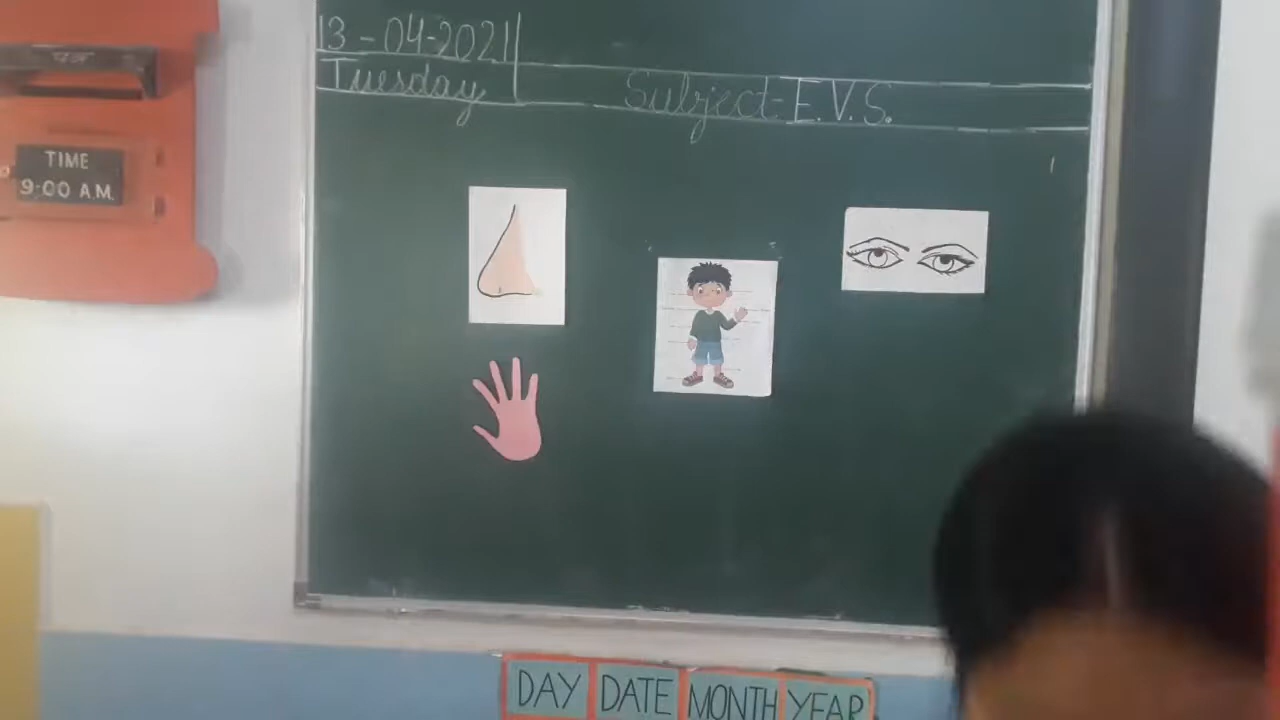 13-04-2021
Tuesday
Subject-E.V.S.
TIME
9:00 A.M.
DAY DATE MONTH YEAR